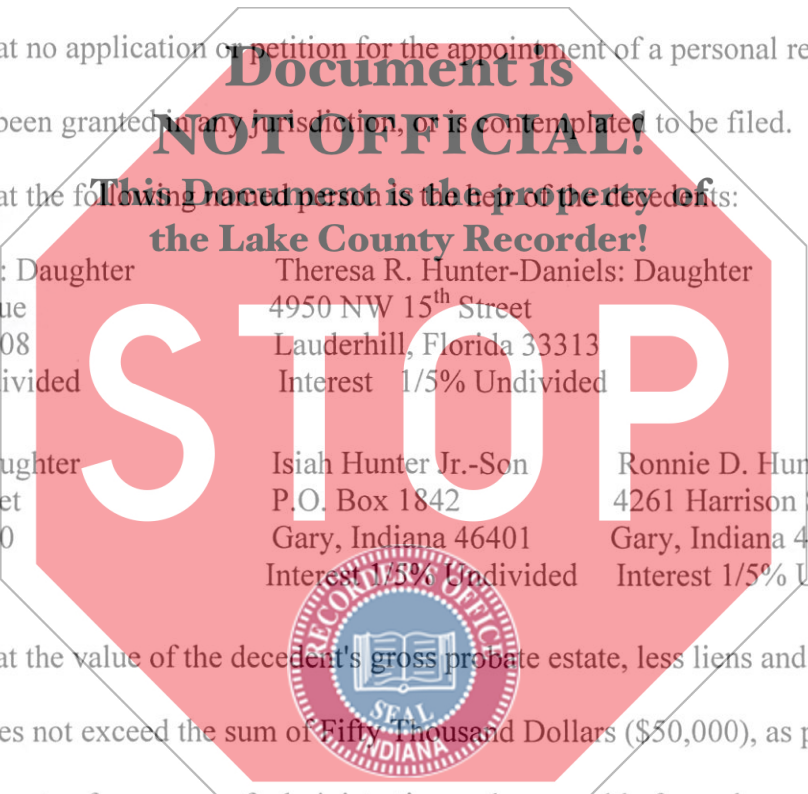 at no application or petition for the appointment of a personal re
Document is
been granted in any jurisdiction, or is contemplated to be filed.
NOT OFFICIAL!
at the following named person is the heir of the decedents:
This Document is the property of
the Lake County Recorder!
: Daughter Theresa R. Hunter-Daniels: Daughter
ue 4950 NW 15th Street
08 Lauderhill, Florida 33313
ivided Interest 1/5% Undivided
STOP
ughter Isiah Hunter Jr.-Son Ronnie D. Hun
et P.O. Box 1842 4261 Harrison
0 Gary, Indiana 46401 Gary, Indiana 4
Interest 1/5% Undivided Interest 1/5% U
RECORDER'S OFFICE
at the value of the decedent's gross probate estate, less liens and
SEAL
es not exceed the sum of Fifty Thousand Dollars ($50,000), as p
INDIANA